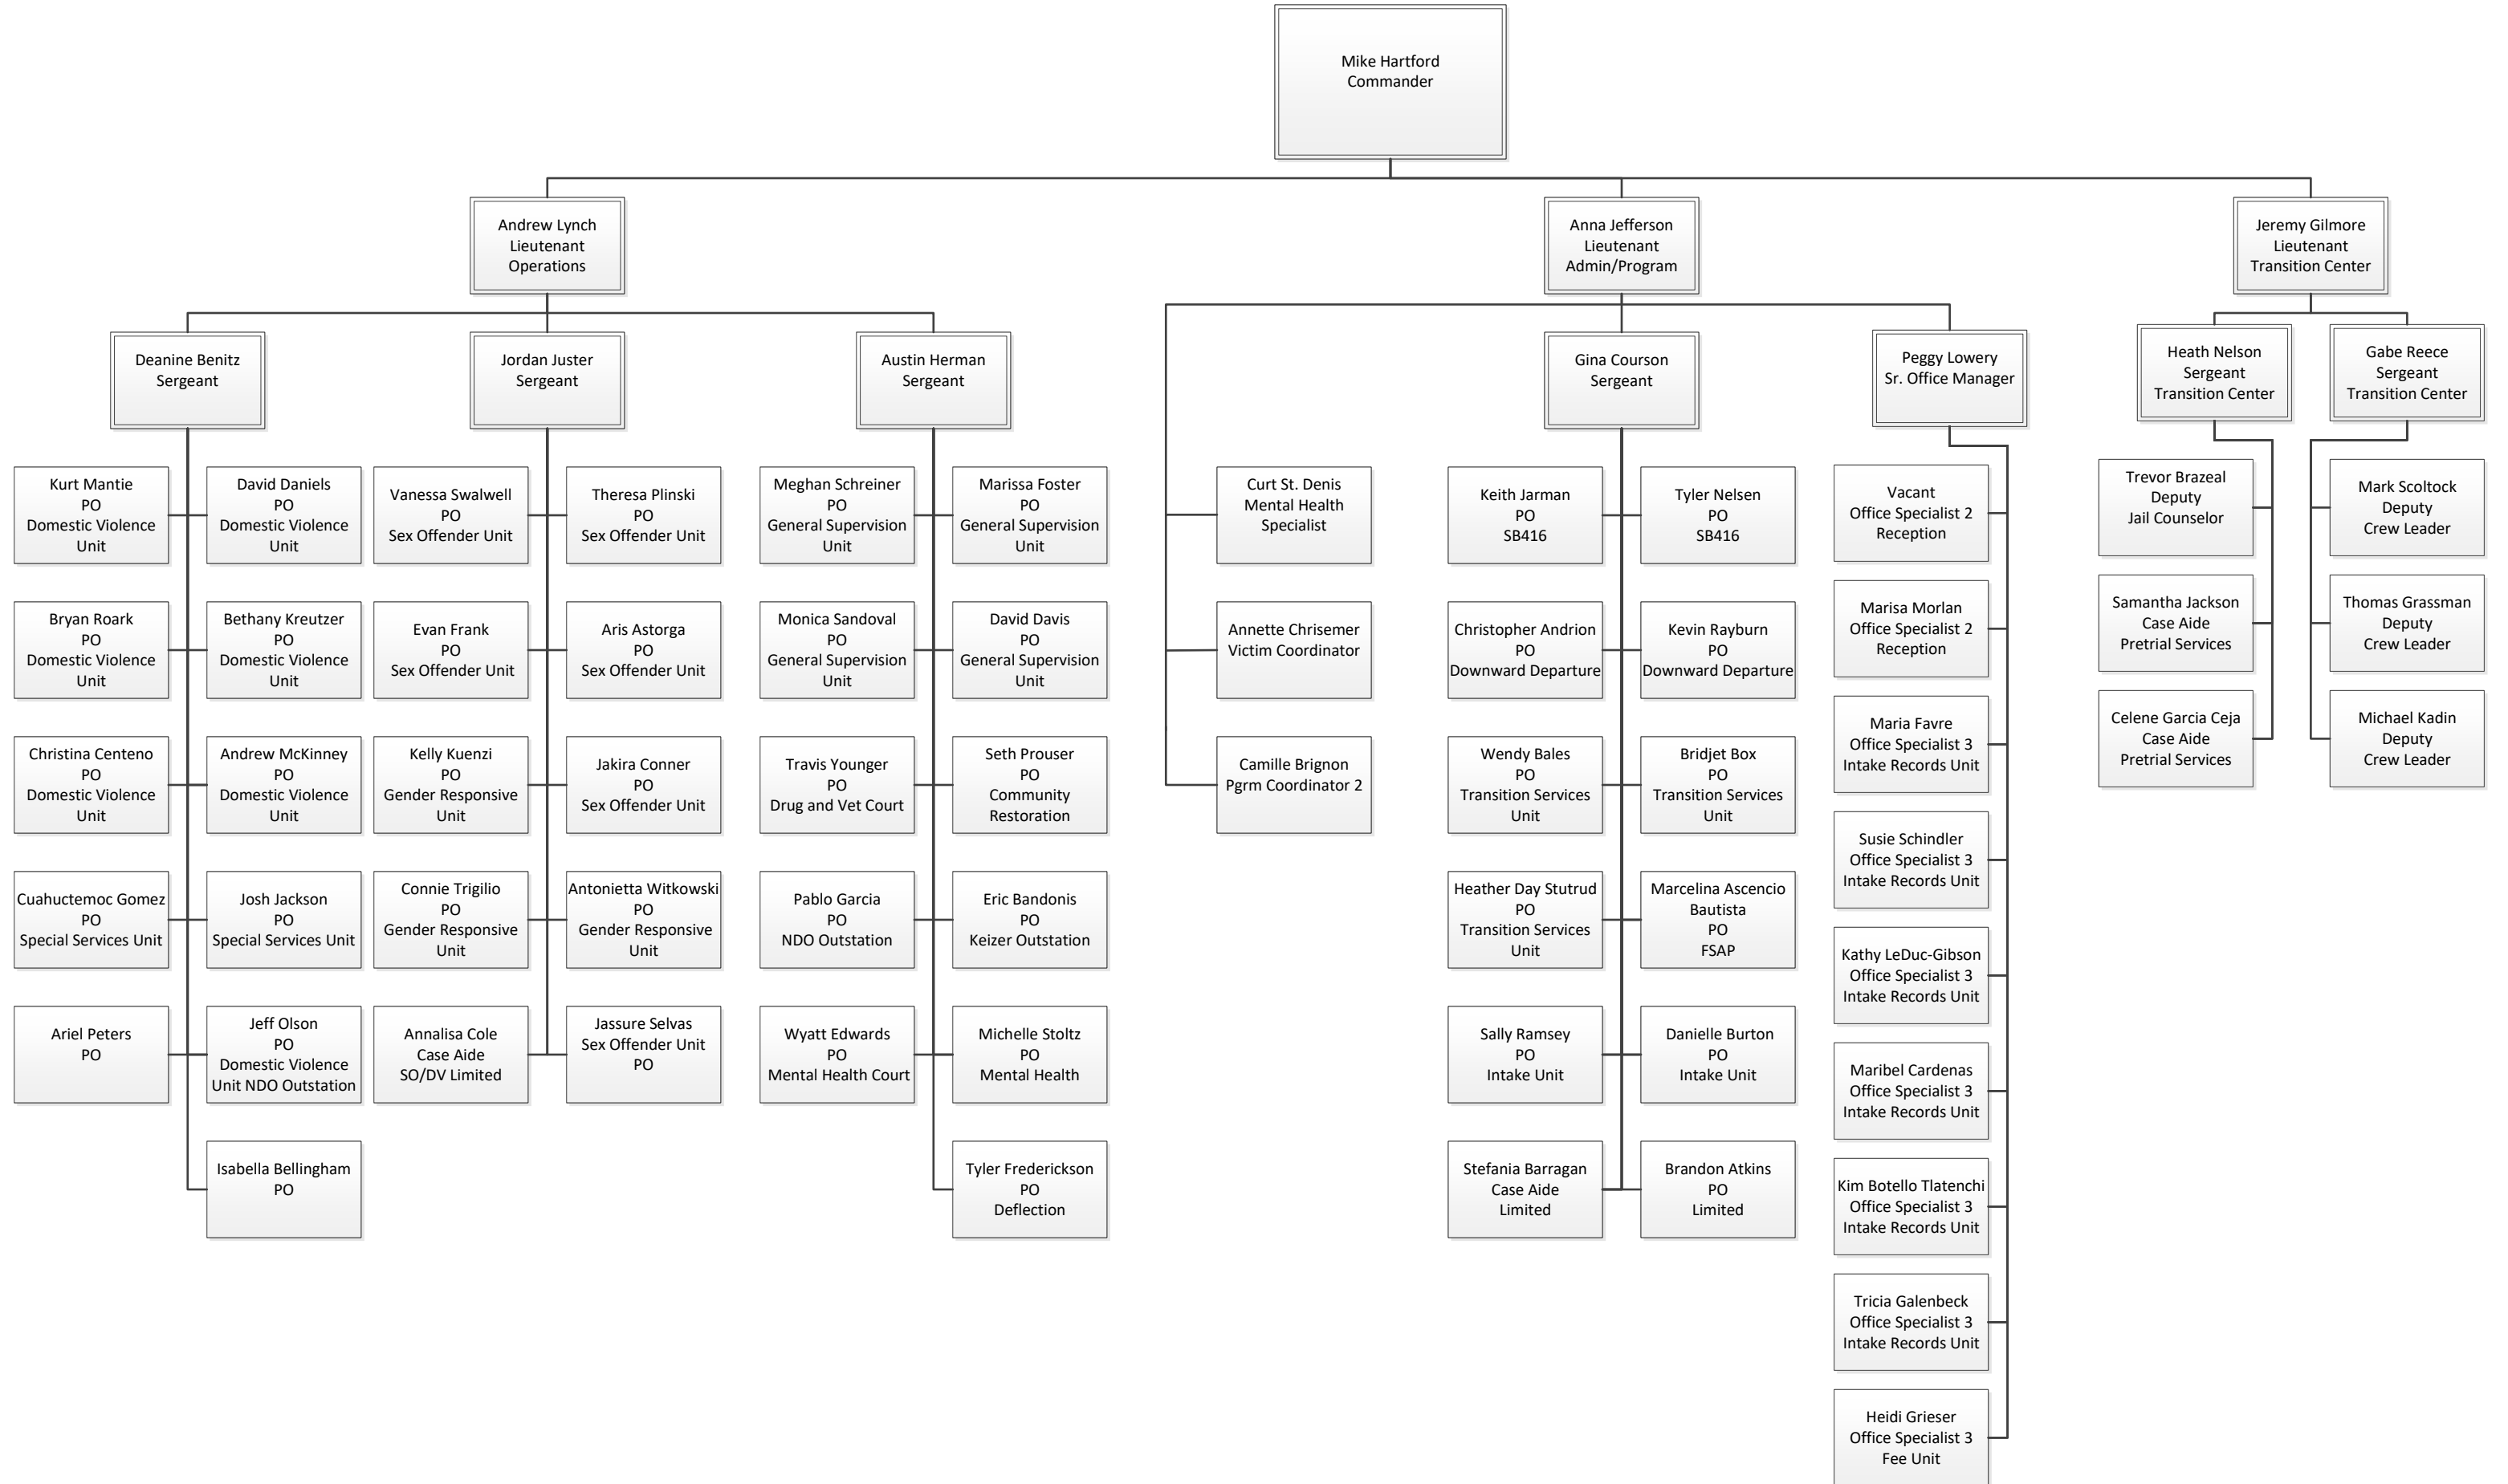 Mike Hartford
Commander
Andrew Lynch
Lieutenant
Operations
Anna Jefferson
Lieutenant
Admin/Program
Jeremy Gilmore
Lieutenant
Transition Center
Deanine Benitz
Sergeant
Jordan Juster
Sergeant
Austin Herman
Sergeant
Gina Courson
Sergeant
Peggy Lowery
Sr. Office Manager
Heath Nelson
Sergeant
Transition Center
Gabe Reece
Sergeant
Transition Center
Kurt Mantie
PO
Domestic Violence
Unit
David Daniels
PO
Domestic Violence
Unit
Bryan Roark
PO
Domestic Violence
Unit
Bethany Kreutzer
PO
Domestic Violence
Unit
Christina Centeno
PO
Domestic Violence
Unit
Andrew McKinney
PO
Domestic Violence
Unit
Cuahuctemoc Gomez
PO
Special Services Unit
Josh Jackson
PO
Special Services Unit
Ariel Peters
PO
Jeff Olson
PO
Domestic Violence
Unit NDO Outstation
Isabella Bellingham
PO
Vanessa Swalwell
PO
Sex Offender Unit
Theresa Plinski
PO
Sex Offender Unit
Evan Frank
PO
Sex Offender Unit
Aris Astorga
PO
Sex Offender Unit
Kelly Kuenzi
PO
Gender Responsive
Unit
Jakira Conner
PO
Sex Offender Unit
Connie Trigilio
PO
Gender Responsive
Unit
Antonietta Witkowski
PO
Gender Responsive
Unit
Annalisa Cole
Case Aide
SO/DV Limited
Jassure Selvas
Sex Offender Unit
PO
Meghan Schreiner
PO
General Supervision
Unit
Marissa Foster
PO
General Supervision
Unit
Monica Sandoval
PO
General Supervision
Unit
David Davis
PO
General Supervision
Unit
Travis Younger
PO
Drug and Vet Court
Seth Prouser
PO
Community
Restoration
Pablo Garcia
PO
NDO Outstation
Eric Bandonis
PO
Keizer Outstation
Wyatt Edwards
PO
Mental Health Court
Michelle Stoltz
PO
Mental Health
Tyler Frederickson
PO
Deflection
Curt St. Denis
Mental Health
Specialist
Annette Chrisemer
Victim Coordinator
Camille Brignon
Pgrm Coordinator 2
Keith Jarman
PO
SB416
Tyler Nelsen
PO
SB416
Christopher Andrion
PO
Downward Departure
Kevin Rayburn
PO
Downward Departure
Wendy Bales
PO
Transition Services
Unit
Bridjet Box
PO
Transition Services
Unit
Heather Day Stutrud
PO
Transition Services
Unit
Marcelina Ascencio
Bautista
PO
FSAP
Sally Ramsey
PO
Intake Unit
Danielle Burton
PO
Intake Unit
Stefania Barragan
Case Aide
Limited
Brandon Atkins
PO
Limited
Vacant
Office Specialist 2
Reception
Marisa Morlan
Office Specialist 2
Reception
Maria Favre
Office Specialist 3
Intake Records Unit
Susie Schindler
Office Specialist 3
Intake Records Unit
Kathy LeDuc-Gibson
Office Specialist 3
Intake Records Unit
Maribel Cardenas
Office Specialist 3
Intake Records Unit
Kim Botello Tlatenchi
Office Specialist 3
Intake Records Unit
Tricia Galenbeck
Office Specialist 3
Intake Records Unit
Heidi Grieser
Office Specialist 3
Fee Unit
Trevor Brazeal
Deputy
Jail Counselor
Samantha Jackson
Case Aide
Pretrial Services
Celene Garcia Ceja
Case Aide
Pretrial Services
Mark Scoltock
Deputy
Crew Leader
Thomas Grassman
Deputy
Crew Leader
Michael Kadin
Deputy
Crew Leader